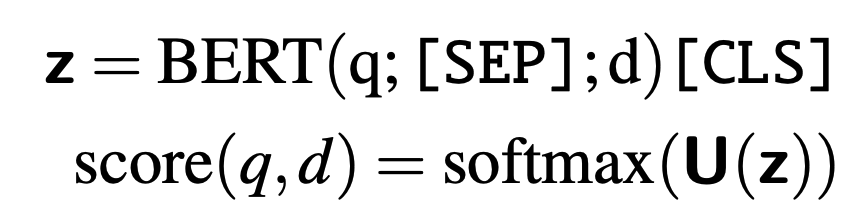 z = BERT(q; [SEP]; d)[CLS]
score(q, d) = softmax(U(z))